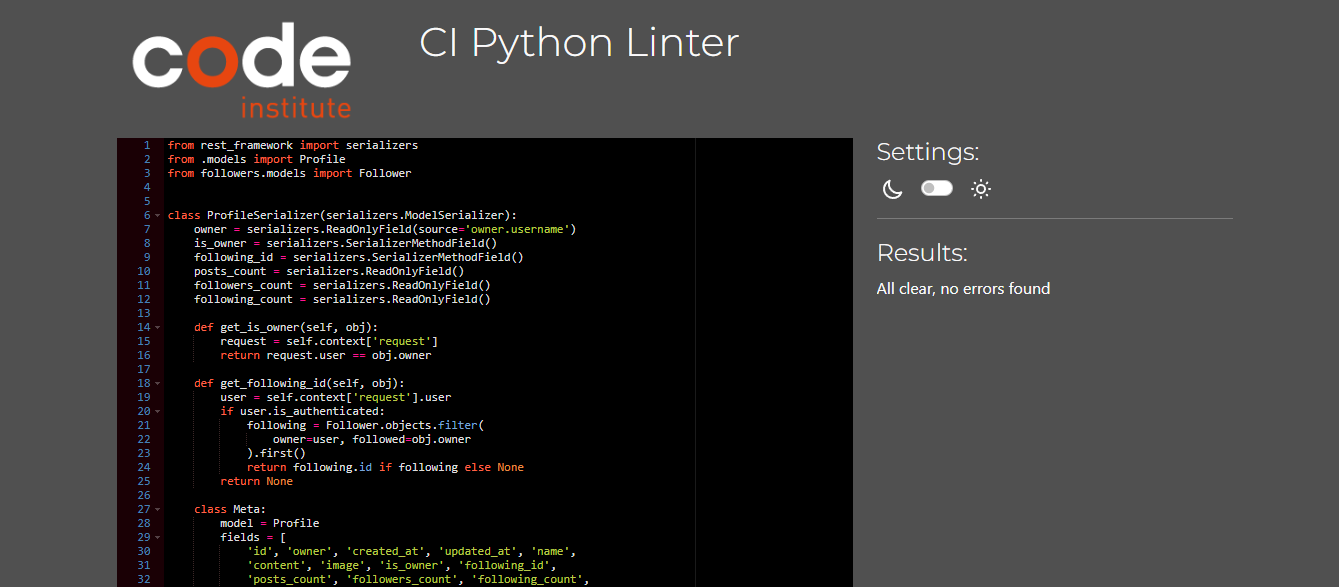 code
institute
CI Python Linter
1 from rest_framework import serializers
2 from .models import Profile
3 from followers.models import Follower
4
5
6 class ProfileSerializer(serializers.ModelSerializer):
7     owner = serializers.ReadOnlyField(source='owner.username')
8     is_owner = serializers.SerializerMethodField()
9     following_id = serializers.SerializerMethodField()
10     posts_count = serializers.ReadOnlyField()
11     followers_count = serializers.ReadOnlyField()
12     following_count = serializers.ReadOnlyField()
13
14     def get_is_owner(self, obj):
15         request = self.context['request']
16         return request.user == obj.owner
17
18     def get_following_id(self, obj):
19         user = self.context['request'].user
20         if user.is_authenticated:
21             following = Follower.objects.filter(
22                 owner=user, followed=obj.owner
23             ).first()
24             return following.id if following else None
25         return None
26
27     class Meta:
28         model = Profile
29         fields = [
30             'id', 'owner', 'created_at', 'updated_at', 'name',
31             'content', 'image', 'is_owner', 'following_id',
32             'posts_count', 'followers_count', 'following_count',
Settings:
Results:
All clear, no errors found